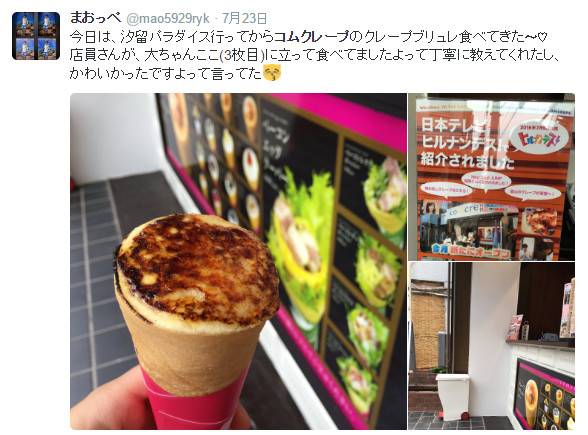 まおっぺ @mao5929ryk・7月23日
今日は、汐留パラダイス行ってからコムクレープのクレープブリュレ食べてきた〜♡
店員さんが、大ちゃんここ(3枚目)に立って食べてましたよって丁寧に教えてくれたし、
かわいかったですよって言ってた
日本テレビ
ヒルナンデス
紹介されました
ヒルナンデス!